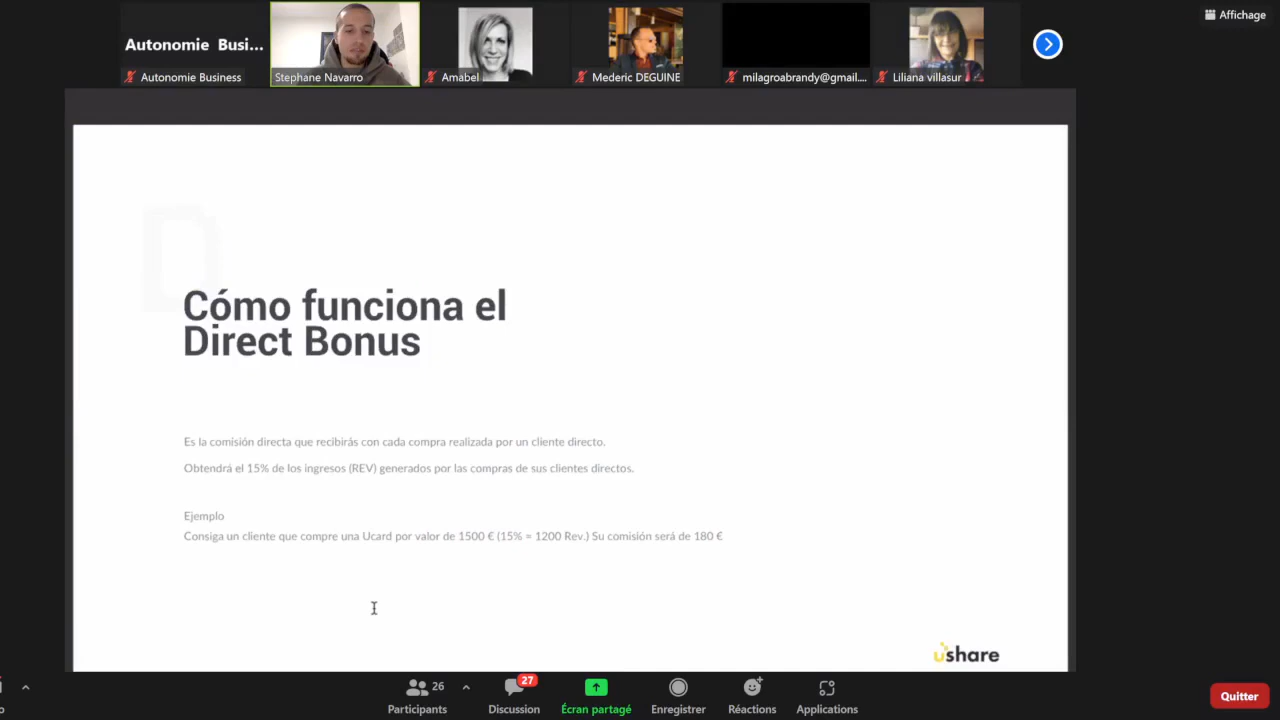 Autonomie Busi...
Autonomie Business
Stephane Navarro
Amabel
Mederic DEGUINE
milagroabrandy@gmail....
Liliana villasur
Affichage
Cómo funciona el
Direct Bonus
Es la comisión directa que recibirás con cada compra realizada por un cliente directo.
Obtendrá el 15% de los ingresos (REV) generados por las compras de sus clientes directos.
Ejemplo
Consiga un cliente que compre una Ucard por valor de 1500 € (15% = 1200 Rev.) Su comisión será de 180 €
ushare
26
27
Participants
Discussion
Écran partagé
Enregistrer
Réactions
Applications
Quitter